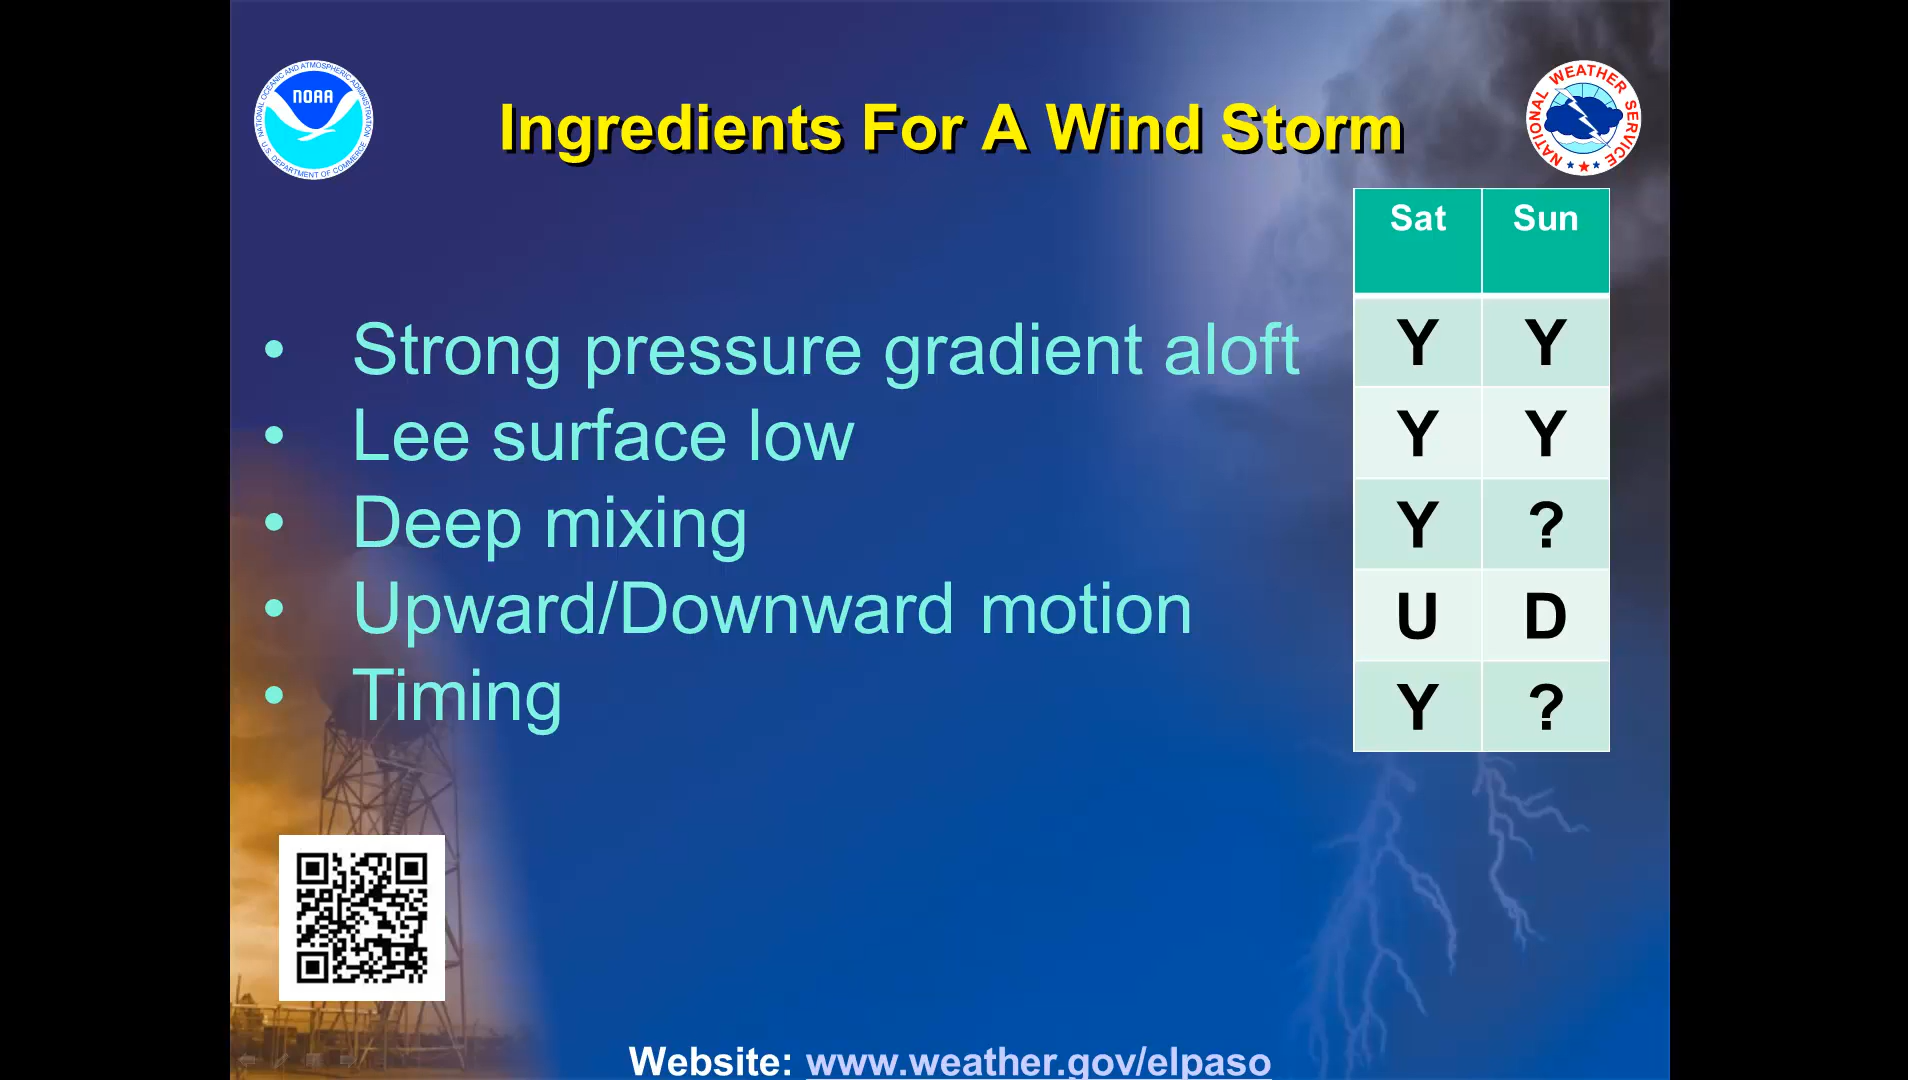 NATIONAL OCEANIC AND ATMOSPHERIC ADMINISTRATION
NOAA
U.S. DEPARTMENT OF COMMERCE
Ingredients For A Wind Storm
NATIONAL WEATHER SERVICE
Sat Sun
• Strong pressure gradient aloft Y Y
• Lee surface low Y Y
• Deep mixing Y ?
• Upward/Downward motion U D
• Timing Y ?
Website: www.weather.gov/elpaso